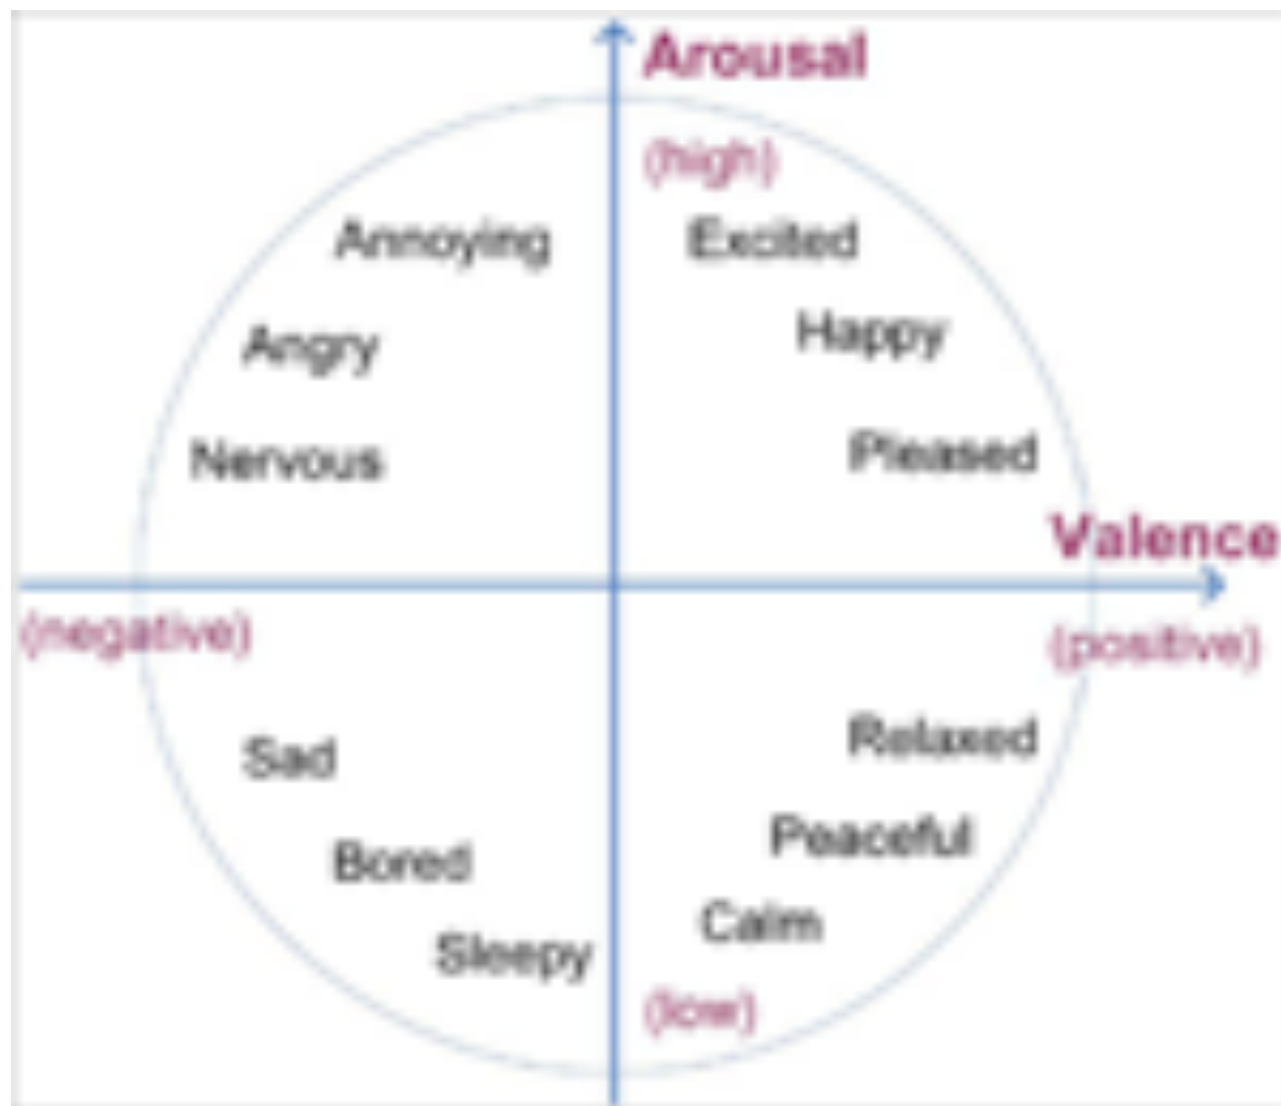 Arousal
(high)
Annoying Excited
Happy
Angry
Pleased
Nervous
Valence
(negative) (positive)
Relaxed
Sad
Peaceful
Bored
Calm
Sleepy
(low)